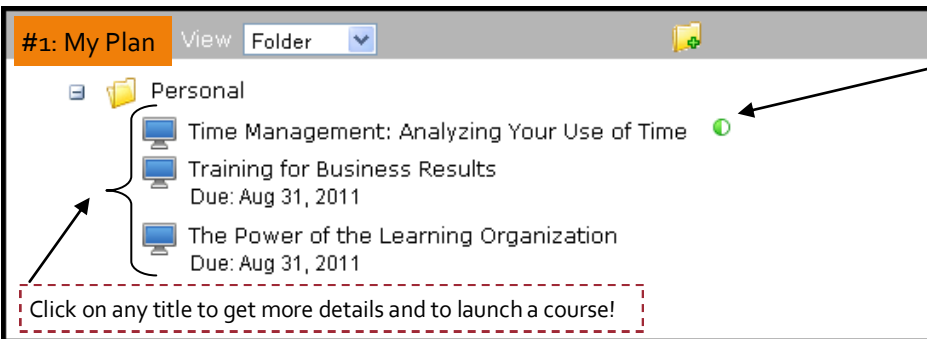 #1: My Plan View Folder
Personal
Time Management: Analyzing Your Use of Time
Training for Business Results
Due: Aug 31, 2011
The Power of the Learning Organization
Due: Aug 31, 2011
Click on any title to get more details and to launch a course!